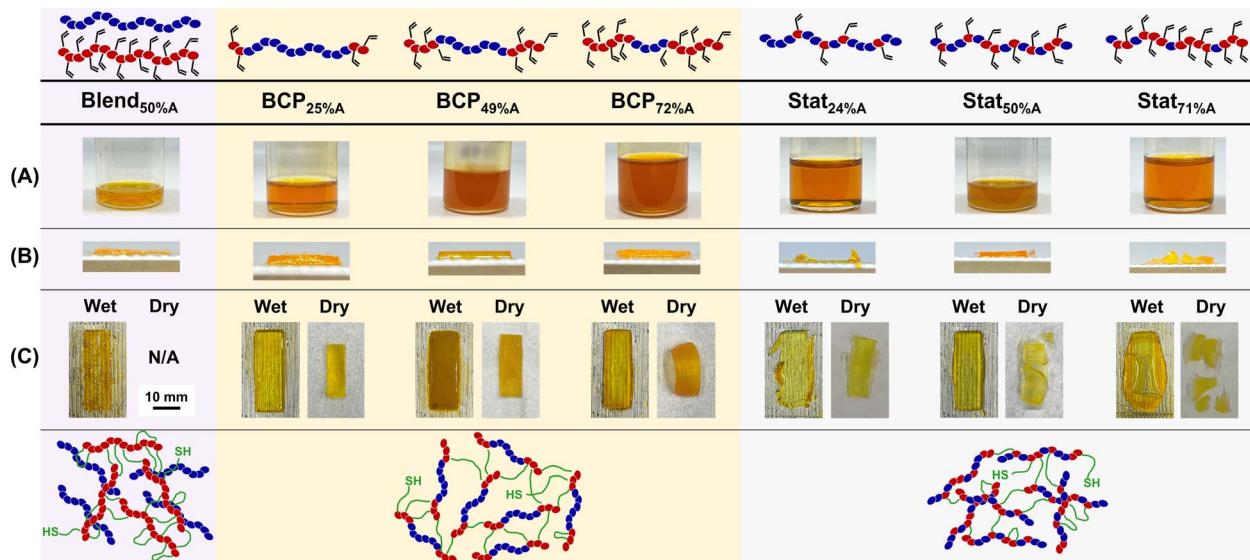 Blend50%A BCP25%A BCP49%A BCP72%A Stat24%A Stat50%A Stat71%A
(A)
(B)
Wet Dry Wet Dry Wet Dry Wet Dry Wet Dry Wet Dry Wet Dry
(C)
N/A
10 mm
SH
HS
SH
HS
HS
SH